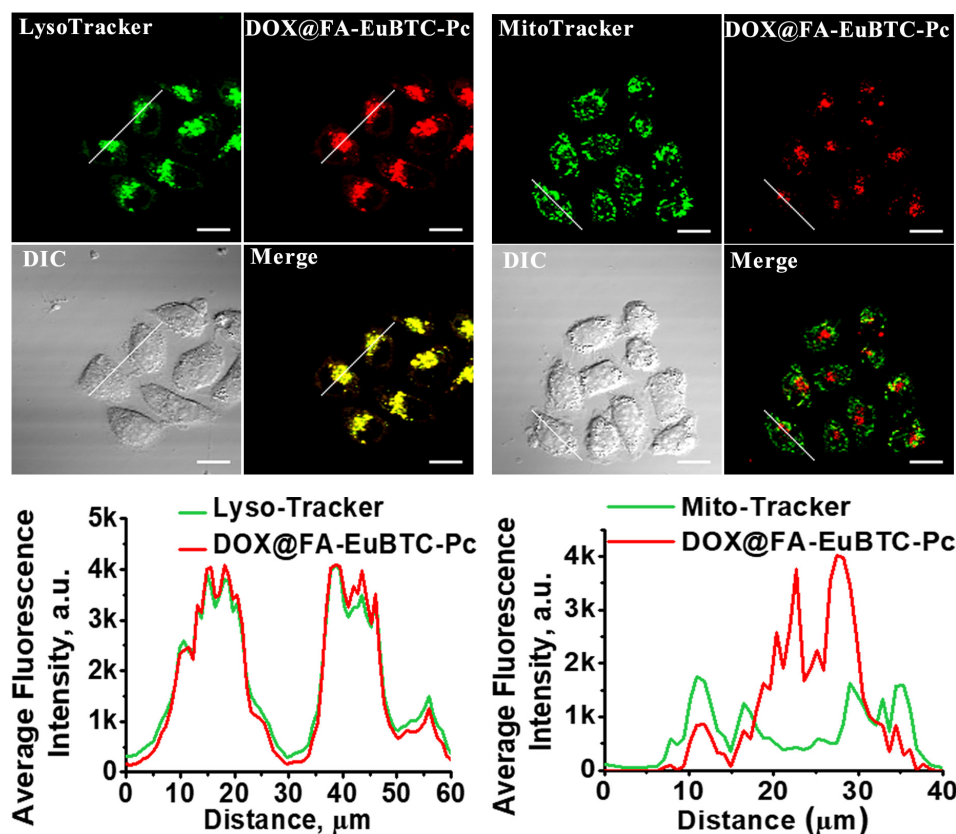 LysoTracker
DOX@FA-EuBTC-Pc
MitoTracker
DOX@FA-EuBTC-Pc
DIC
Merge
DIC
Merge
Lyso-Tracker
DOX@FA-EuBTC-Pc
Average Fluorescence
Intensity, a.u.
5k
4k
3k
2k
1k
0
0 10 20 30 40 50 60
Distance, μm
Mito-Tracker
DOX@FA-EuBTC-Pc
Average Fluorescence
Intensity, a.u.
4k
3k
2k
1k
0
0 10 20 30 40
Distance (μm)